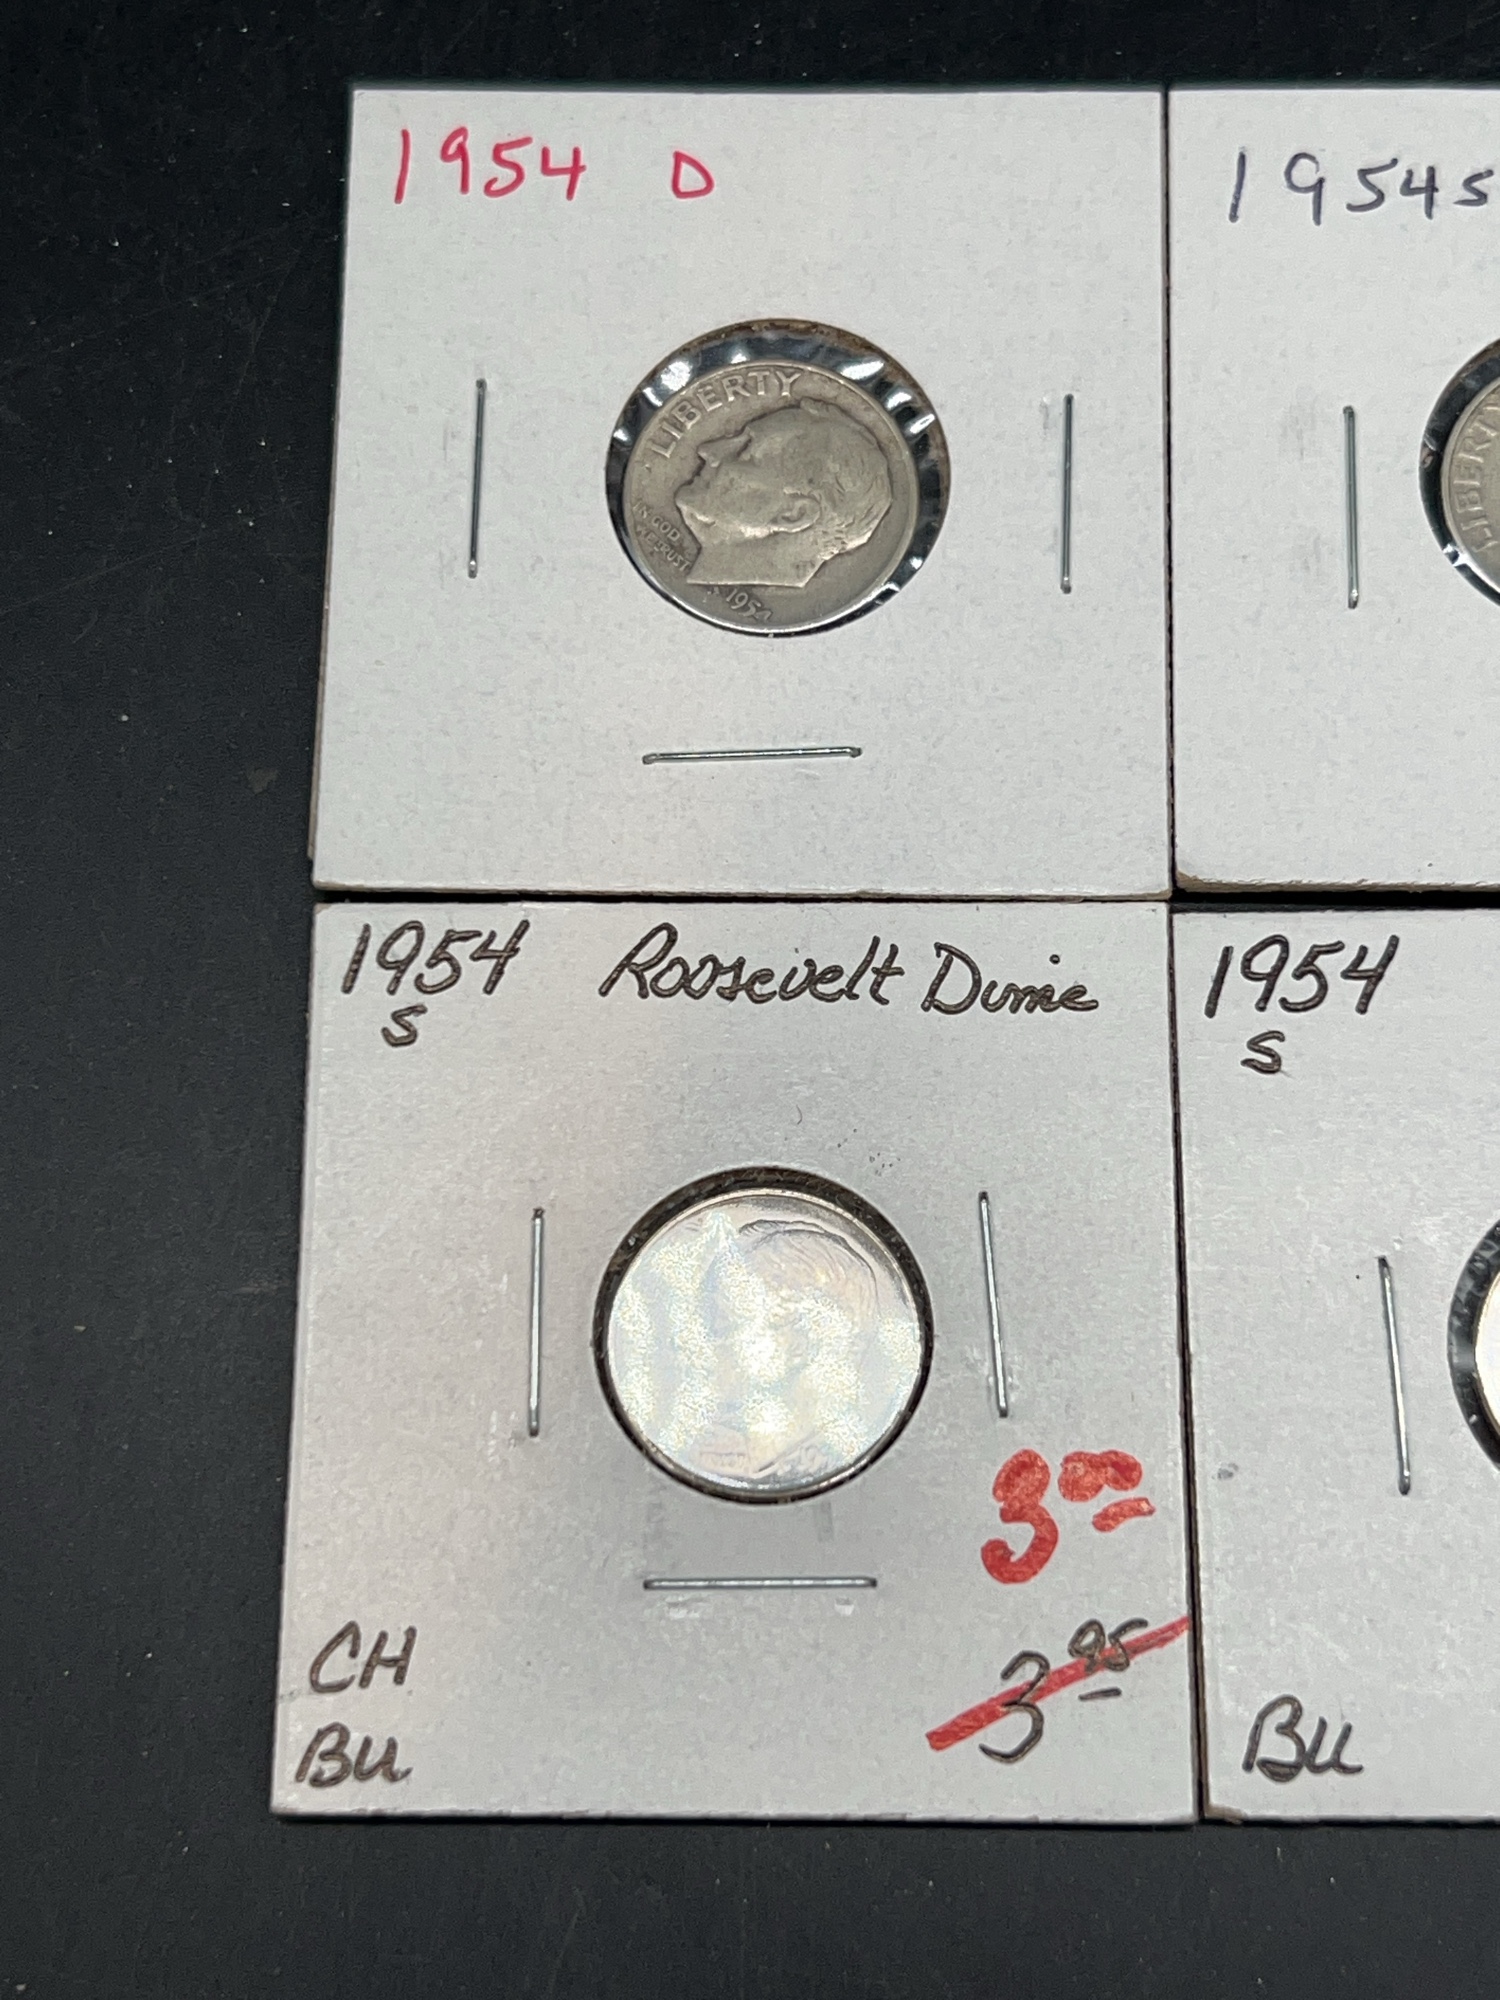 1954 D
LIBERTY
IN GOD
WE TRUST
JS 1954
1954S
LIBERTY
1954 Roosevelt Dime
S
3.00
3.95
CH
BU
1954
S
BU